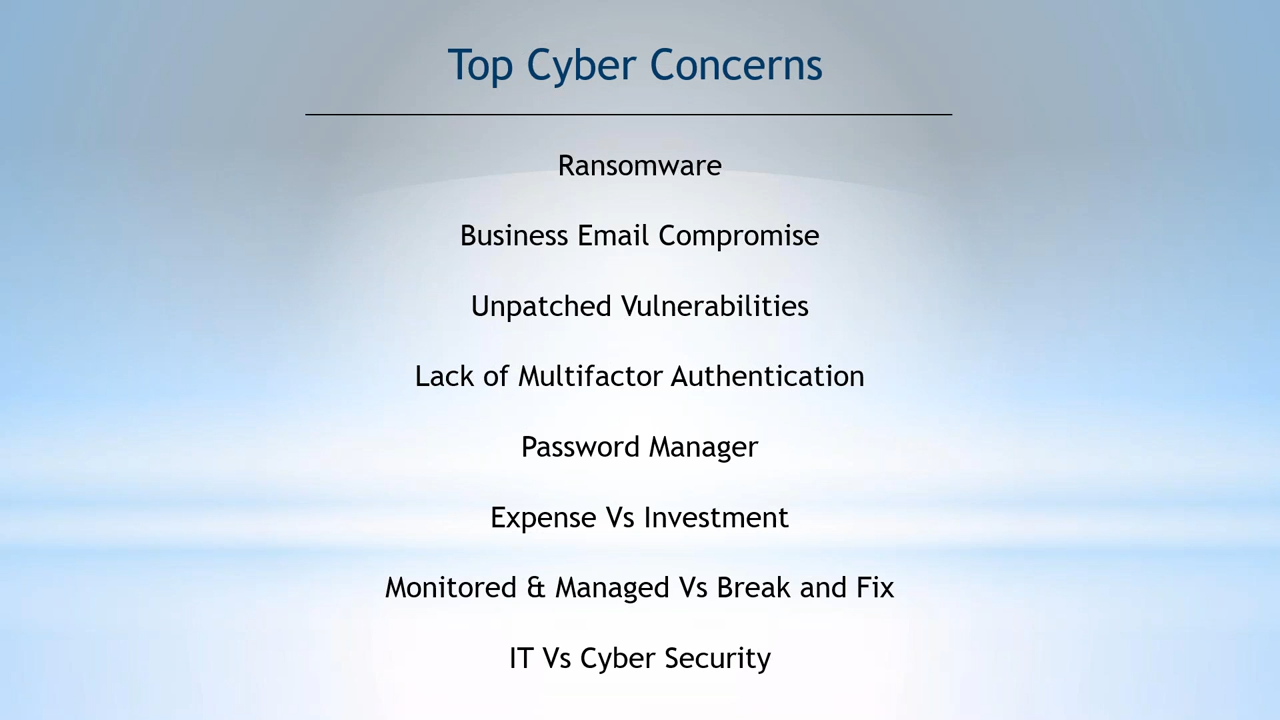 Top Cyber Concerns
Ransomware
Business Email Compromise
Unpatched Vulnerabilities
Lack of Multifactor Authentication
Password Manager
Expense Vs Investment
Monitored & Managed Vs Break and Fix
IT Vs Cyber Security